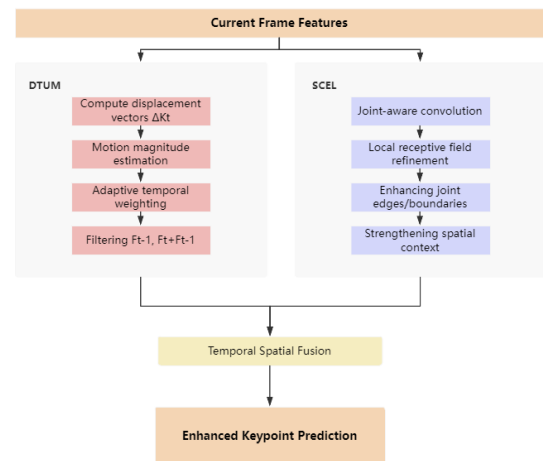 Current Frame Features
DTUM
Compute displacement
vectors ΔKt
Motion magnitude
estimation
Adaptive temporal
weighting
Filtering Ft-1, Ft+Ft-1
SCEL
Joint-aware convolution
Local receptive field
refinement
Enhancing joint
edges/boundaries
Strengthening spatial
context
Temporal Spatial Fusion
Enhanced Keypoint Prediction